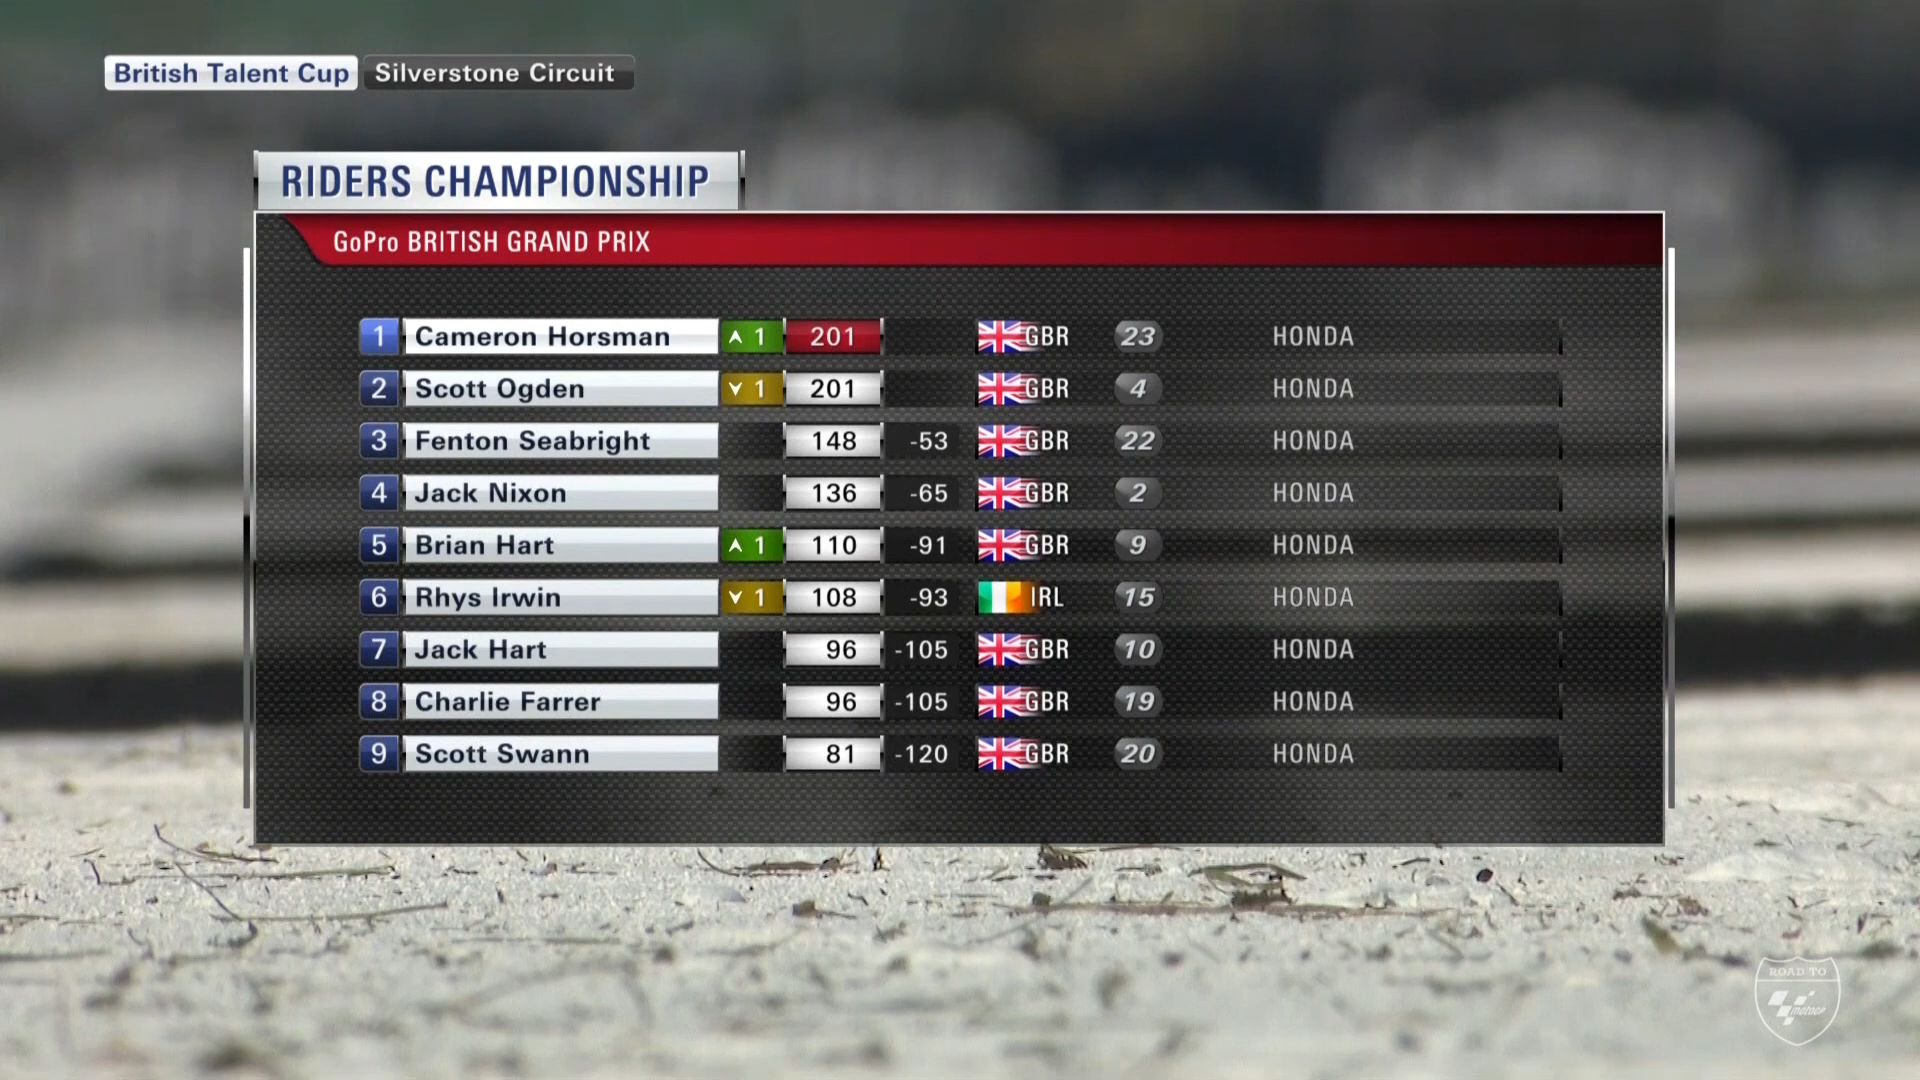 British Talent Cup Silverstone Circuit
RIDERS CHAMPIONSHIP
GoPro BRITISH GRAND PRIX
1 Cameron Horsman 1 201 GBR 23 HONDA
2 Scott Ogden 1 201 GBR 4 HONDA
3 Fenton Seabright 148 -53 GBR 22 HONDA
4 Jack Nixon 136 -65 GBR 2 HONDA
5 Brian Hart 1 110 -91 GBR 9 HONDA
6 Rhys Irwin 1 108 -93 IRL 15 HONDA
7 Jack Hart 96 -105 GBR 10 HONDA
8 Charlie Farrer 96 -105 GBR 19 HONDA
9 Scott Swann 81 -120 GBR 20 HONDA
ROAD TO
MotoGP